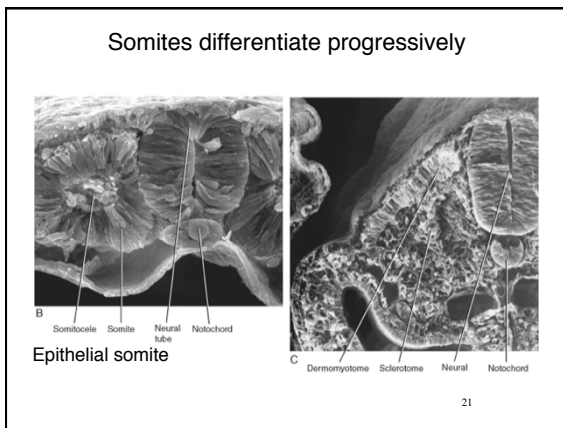 Somites differentiate progressively
B
Somitocele Somite Neural tube Notochord
Epithelial somite
C
Dermomyotome Sclerotome Neural Notochord
21